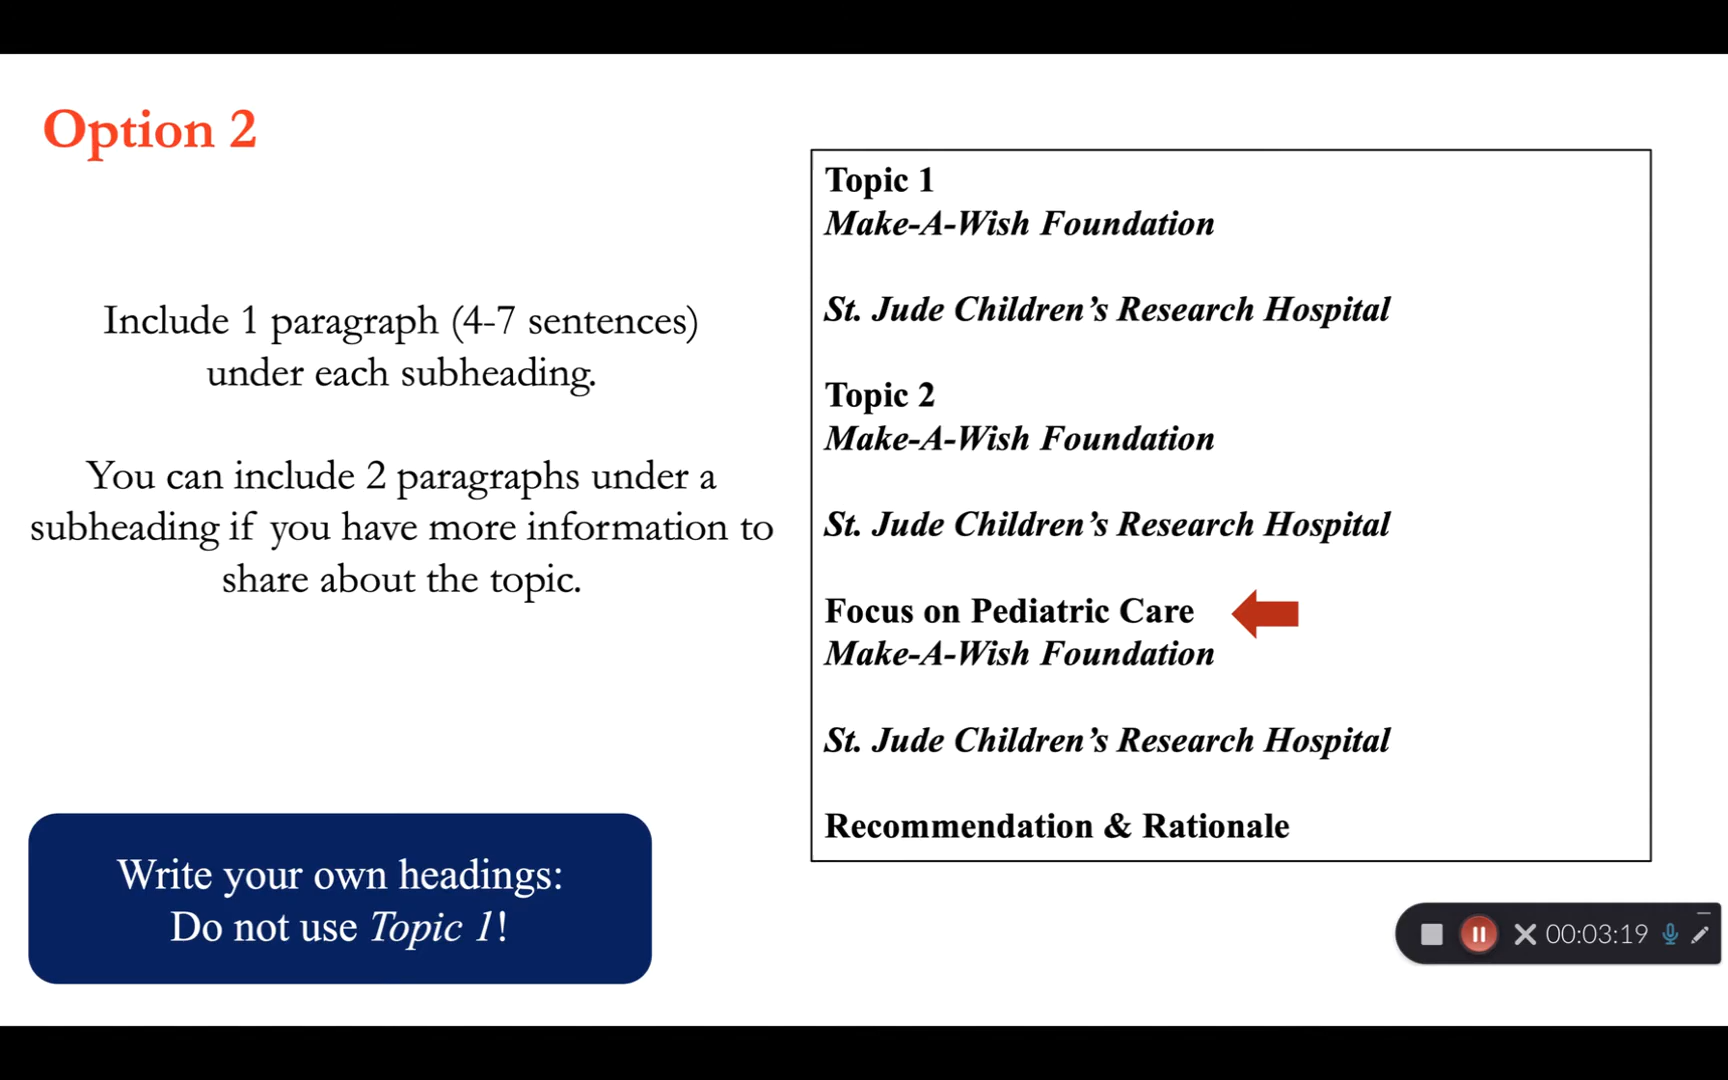 Option 2
Include 1 paragraph (4-7 sentences)
under each subheading.
You can include 2 paragraphs under a
subheading if you have more information to
share about the topic.
Write your own headings:
Do not use Topic 1!
Topic 1
Make-A-Wish Foundation
St. Jude Children’s Research Hospital
Topic 2
Make-A-Wish Foundation
St. Jude Children’s Research Hospital
Focus on Pediatric Care
Make-A-Wish Foundation
St. Jude Children’s Research Hospital
Recommendation & Rationale
00:03:19